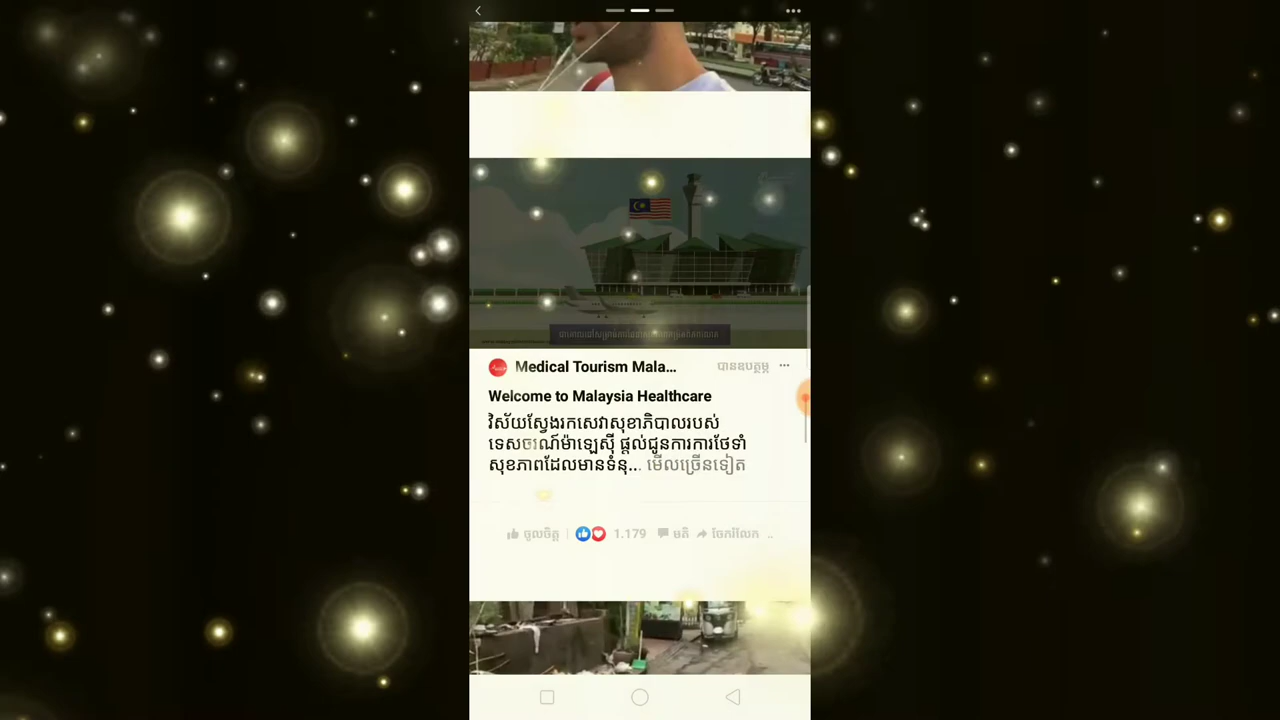 Medical Tourism Mala...
បានឧបត្ថម្ភ
Welcome to Malaysia Healthcare
វិស័យស្វែងរកសេវាសុខាភិបាលរបស់
ទេសចរណ៍ម៉ាឡេស៊ី ផ្តល់ជូនការការថែទាំ
សុខភាពដែលមានទំនុ... មើលច្រើនទៀត
ចូលចិត្ត 1.179 មតិ ចែករំលែក ..